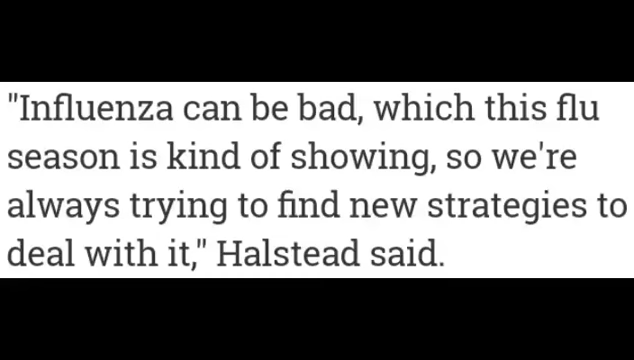 "Influenza can be bad, which this flu
season is kind of showing, so we're
always trying to find new strategies to
deal with it," Halstead said.